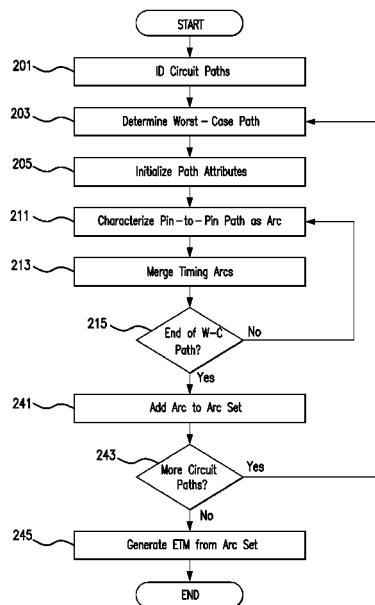 START
201
ID Circuit Paths
203
Determine Worst-Case Path
205
Initialize Path Attributes
211
Characterize Pin-to-Pin Path as Arc
213
Merge Timing Arcs
215
End of W-C
Path?
No
Yes
241
Add Arc to Arc Set
243
More Circuit
Paths?
Yes
No
245
Generate ETM from Arc Set
END